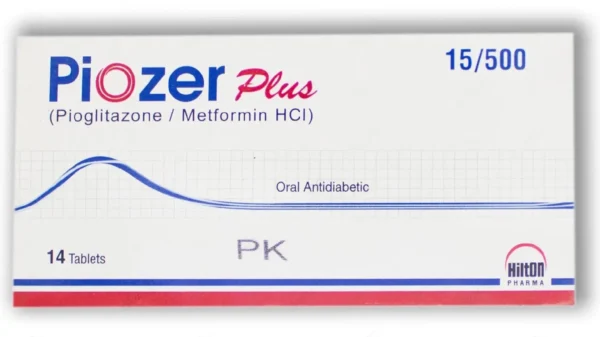 Piozer Plus
15/500
(Pioglitazone / Metformin HCl)
Oral Antidiabetic
14 Tablets
PK
HiltOn
PHARMA